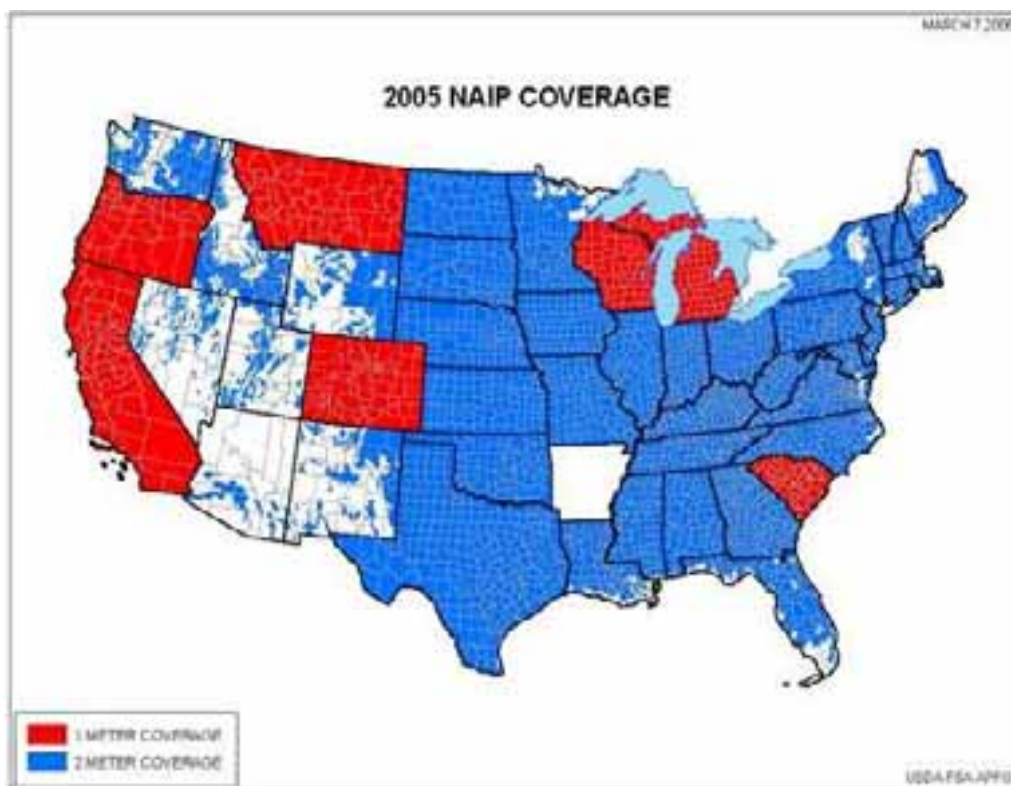 MARCH 7 2006
2005 NAIP COVERAGE
1 METER COVERAGE
2 METER COVERAGE
USDA-FSA-APFO